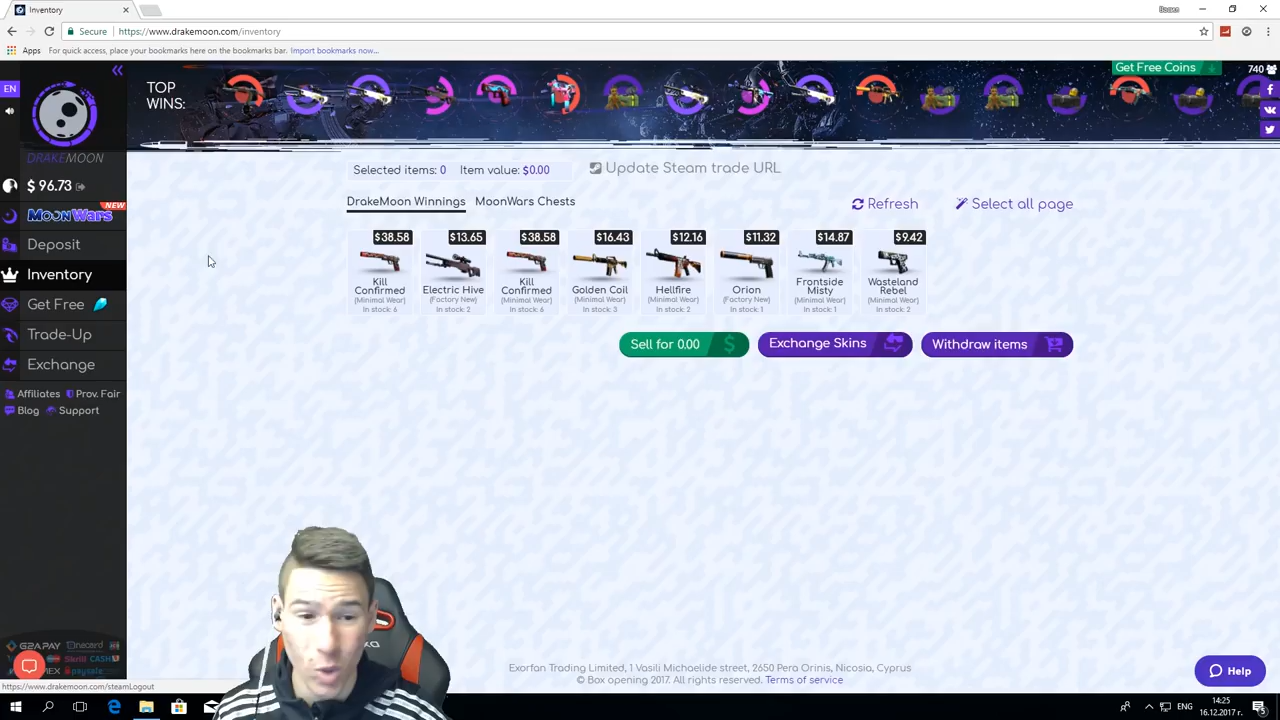 Inventory
Secure
https://www.drakemoon.com/inventory
Apps
For quick access, place your bookmarks here on the bookmarks bar. Import bookmarks now...
EN
TOP
WINS:
Get Free Coins
740
DRAKEMOON
$ 96.73
MOONWARS
NEW
Deposit
Inventory
Get Free
Trade-Up
Exchange
Affiliates
Prov. Fair
Blog
Support
Selected items: 0
Item value: $0.00
Update Steam trade URL
DrakeMoon Winnings
MoonWars Chests
Refresh
Select all page
$38.58
Kill
Confirmed
(Minimal Wear)
In stock: 6
$13.65
Electric Hive
(Factory New)
In stock: 2
$38.58
Kill
Confirmed
(Minimal Wear)
In stock: 6
$16.43
Golden Coil
(Minimal Wear)
In stock: 3
$12.16
Hellfire
(Minimal Wear)
In stock: 2
$11.32
Orion
(Factory New)
In stock: 1
$14.87
Frontside
Misty
(Minimal Wear)
In stock: 1
$9.42
Wasteland
Rebel
(Minimal Wear)
In stock: 2
Sell for 0.00
$
Exchange Skins
Withdraw items
G2A PAY
Skrill
CASH
Exorfan Trading Limited, 1 Vasili Michaelide street, 2650 Pera Orinis, Nicosia, Cyprus
© Box opening 2017. All rights reserved. Terms of service
Help
https://www.drakemoon.com/steamLogout
ENG
14:25
16.12.2017 г.